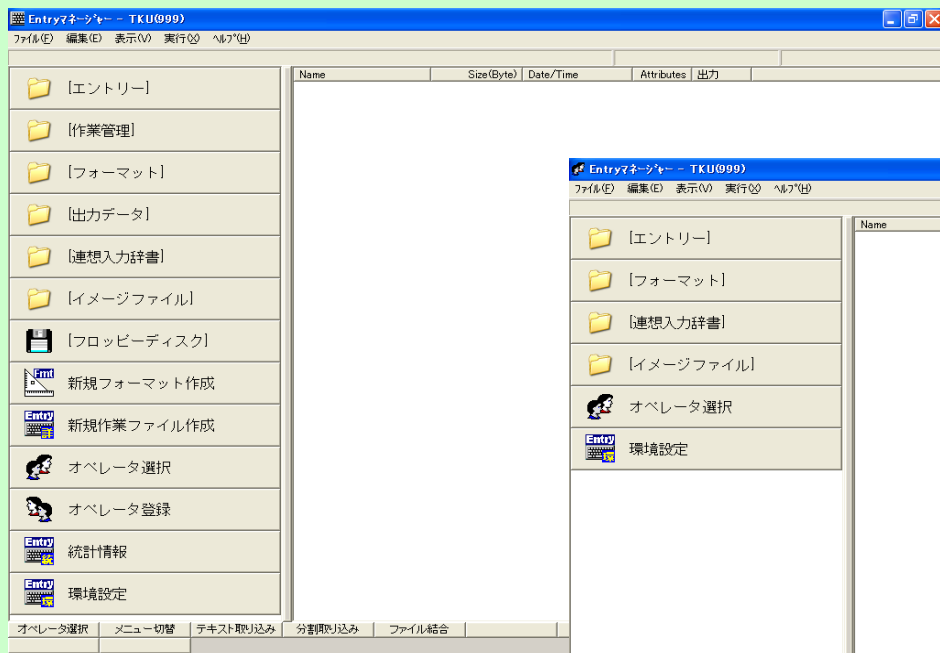 Entryマネージャー - TKU(999)
ファイル(F) 編集(E) 表示(V) 実行(X) ヘルプ(H)
Name Size(Byte) Date/Time Attributes 出力
[エントリー]
[作業管理]
[フォーマット]
[出力データ]
[連想入力辞書]
[イメージファイル]
[フロッピーディスク]
Fmt
新規フォーマット作成
Entry
新規作業ファイル作成
オペレータ選択
オペレータ登録
Entry
統計情報
Entry
環境設定
オペレータ選択 メニュー切替 テキスト取り込み 分割取り込み ファイル結合
Entryマネージャー - TKU(999)
ファイル(F) 編集(E) 表示(V) 実行(X) ヘルプ(H)
Name
[エントリー]
[フォーマット]
[連想入力辞書]
[イメージファイル]
オペレータ選択
Entry
環境設定